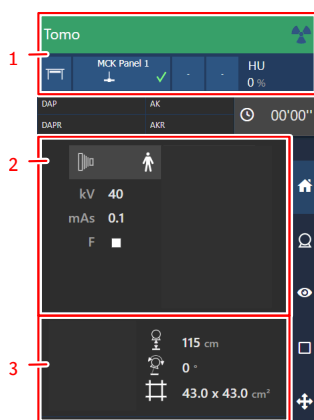 Tomo
1
MCK Panel 1
- -
HU
0 %
DAP AK
DAPR AKR
00'00''
2
kV 40
mAs 0.1
F
3
115 cm
0 °
43.0 x 43.0 cm²